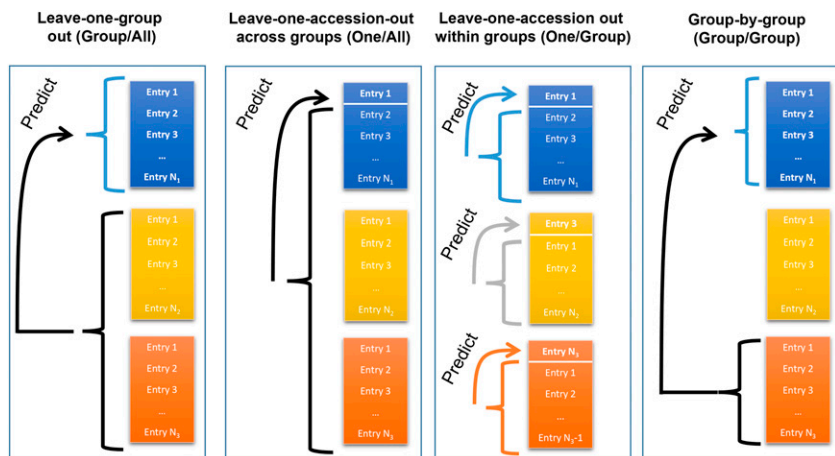 Leave-one-group
out (Group/All)
Predict
Entry 1
Entry 2
Entry 3
...
Entry N₁
Entry 1
Entry 2
Entry 3
...
Entry N₂
Entry 1
Entry 2
Entry 3
...
Entry N₃
Leave-one-accession-out
across groups (One/All)
Predict
Entry 1
Entry 2
Entry 3
...
Entry N₁
Entry 1
Entry 2
Entry 3
...
Entry N₂
Entry 1
Entry 2
Entry 3
...
Entry N₃
Leave-one-accession out
within groups (One/Group)
Predict
Entry 1
Entry 2
Entry 3
...
Entry N₁
Predict
Entry 3
Entry 1
Entry 2
...
Entry N₂
Predict
Entry N₃
Entry 1
Entry 2
...
Entry N₃-1
Group-by-group
(Group/Group)
Predict
Entry 1
Entry 2
Entry 3
...
Entry N₁
Entry 1
Entry 2
Entry 3
...
Entry N₂
Entry 1
Entry 2
Entry 3
...
Entry N₃